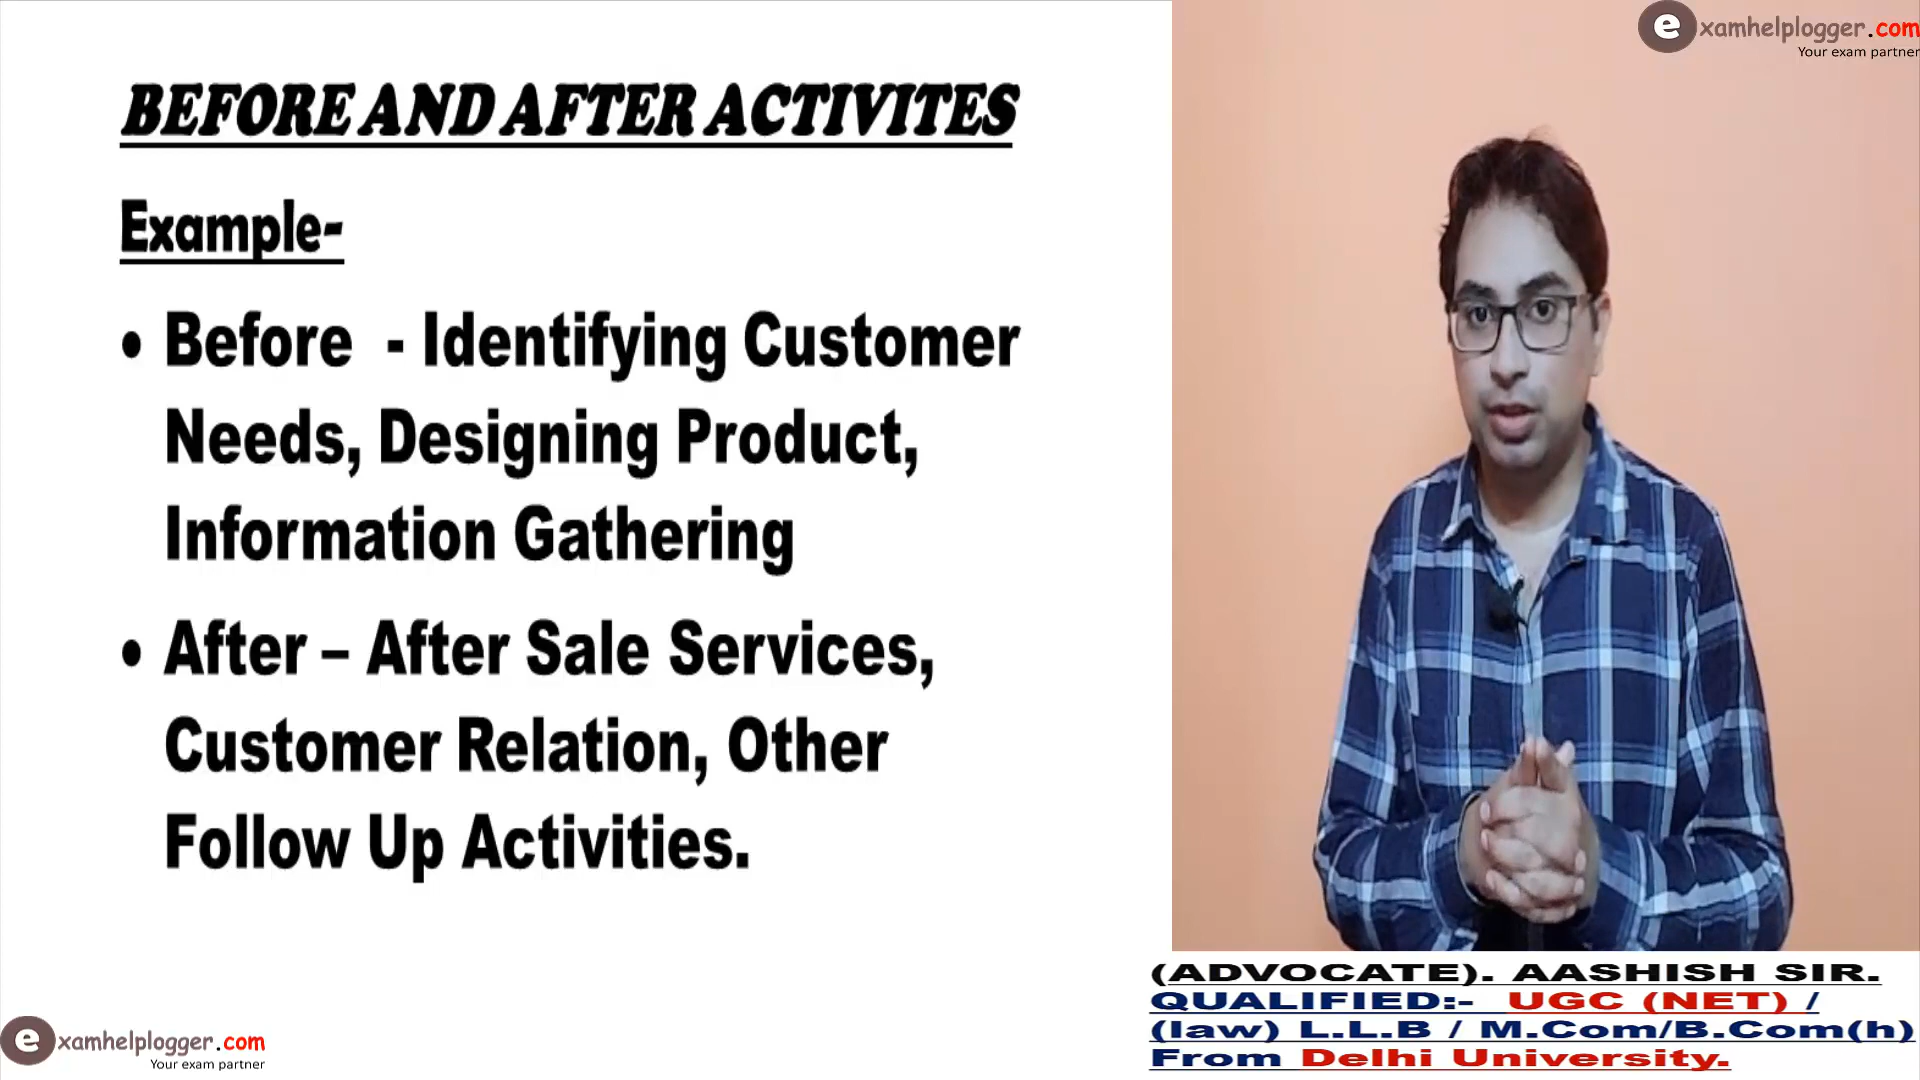 examhelplogger.com
Your exam partner
BEFORE AND AFTER ACTIVITES
Example-
• Before - Identifying Customer
Needs, Designing Product,
Information Gathering
• After – After Sale Services,
Customer Relation, Other
Follow Up Activities.
(ADVOCATE). AASHISH SIR.
QUALIFIED:- UGC (NET) /
(law) L.L.B / M.Com/B.Com(h)
From Delhi University.
examhelplogger.com
Your exam partner